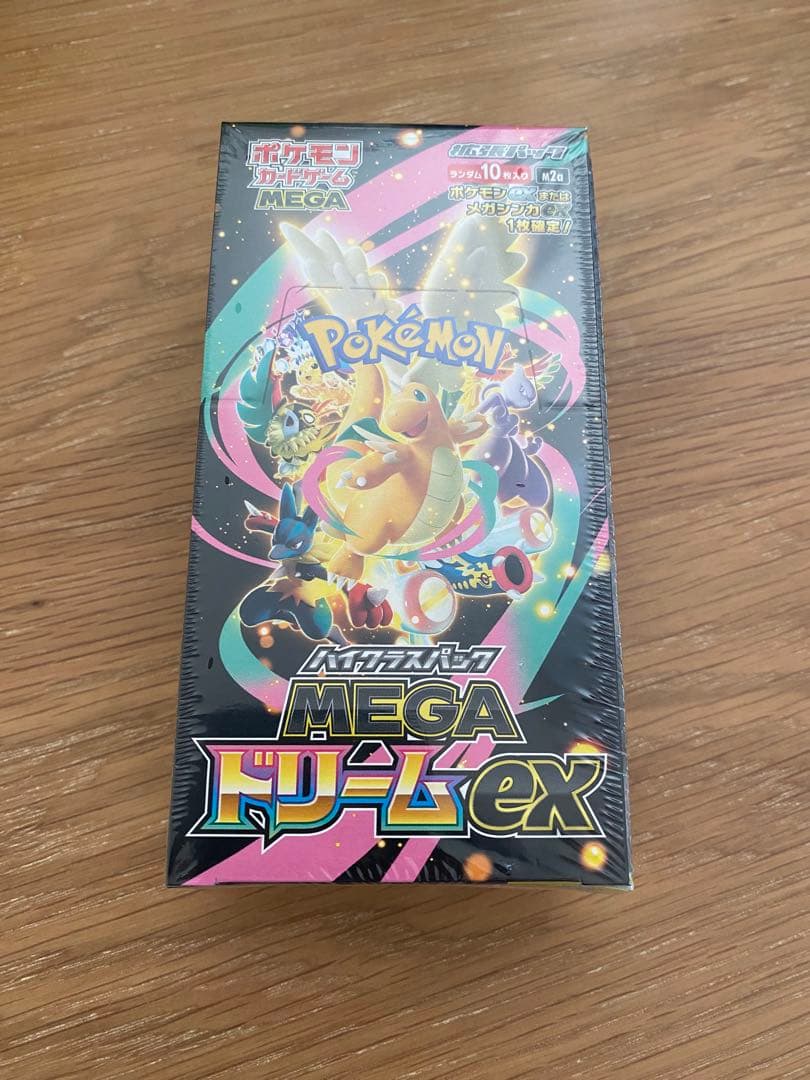 ポケモン
カードゲーム
MEGA
拡張パック
ランダム10枚入り
M2a
ポケモンexまたは
メガシンカex
1枚確定!
POKéMON
ハイクラスパック
MEGA
ドリームex